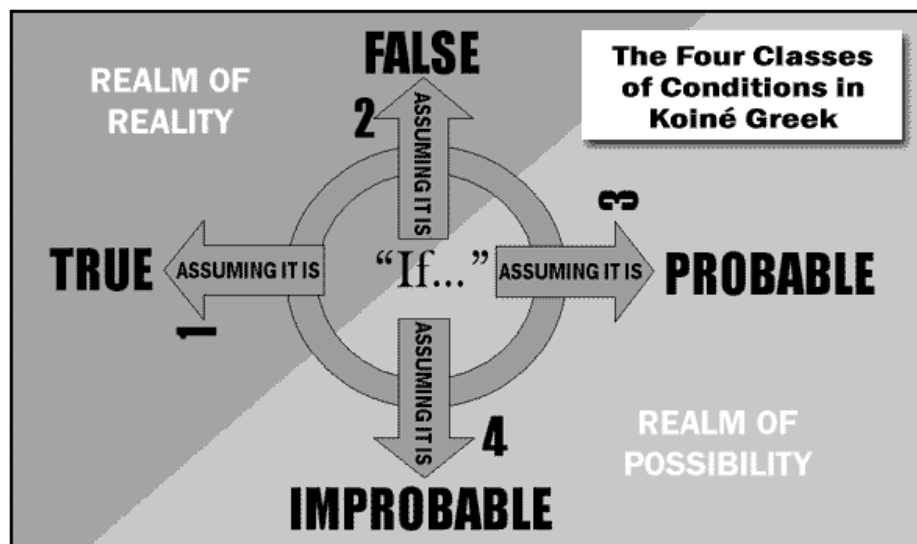 The Four Classes
of Conditions in
Koiné Greek
REALM OF
REALITY
FALSE
2
ASSUMING IT IS
TRUE
ASSUMING IT IS
1
“If...”
ASSUMING IT IS
3
PROBABLE
ASSUMING IT IS
4
IMPROBABLE
REALM OF
POSSIBILITY